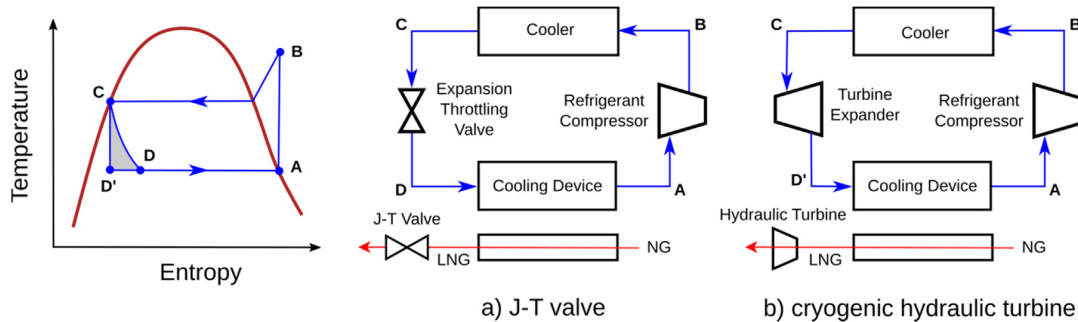 Temperature
Entropy
B
C
D
D'
A
C
Cooler
B
Expansion
Throttling
Valve
Refrigerant
Compressor
D
Cooling Device
A
J-T Valve
LNG
NG
a) J-T valve
C
Cooler
B
Turbine
Expander
Refrigerant
Compressor
D'
Cooling Device
A
Hydraulic Turbine
LNG
NG
b) cryogenic hydraulic turbine